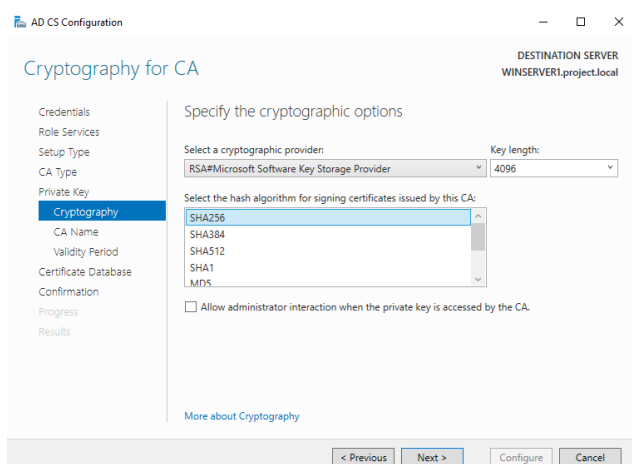 AD CS Configuration
DESTINATION SERVER
WINSERVER1.project.local
Cryptography for CA
Credentials
Role Services
Setup Type
CA Type
Private Key
Cryptography
CA Name
Validity Period
Certificate Database
Confirmation
Progress
Results
Specify the cryptographic options
Select a cryptographic provider:
Key length:
RSA#Microsoft Software Key Storage Provider
4096
Select the hash algorithm for signing certificates issued by this CA:
SHA256
SHA384
SHA512
SHA1
MD5
Allow administrator interaction when the private key is accessed by the CA.
More about Cryptography
< Previous
Next >
Configure
Cancel